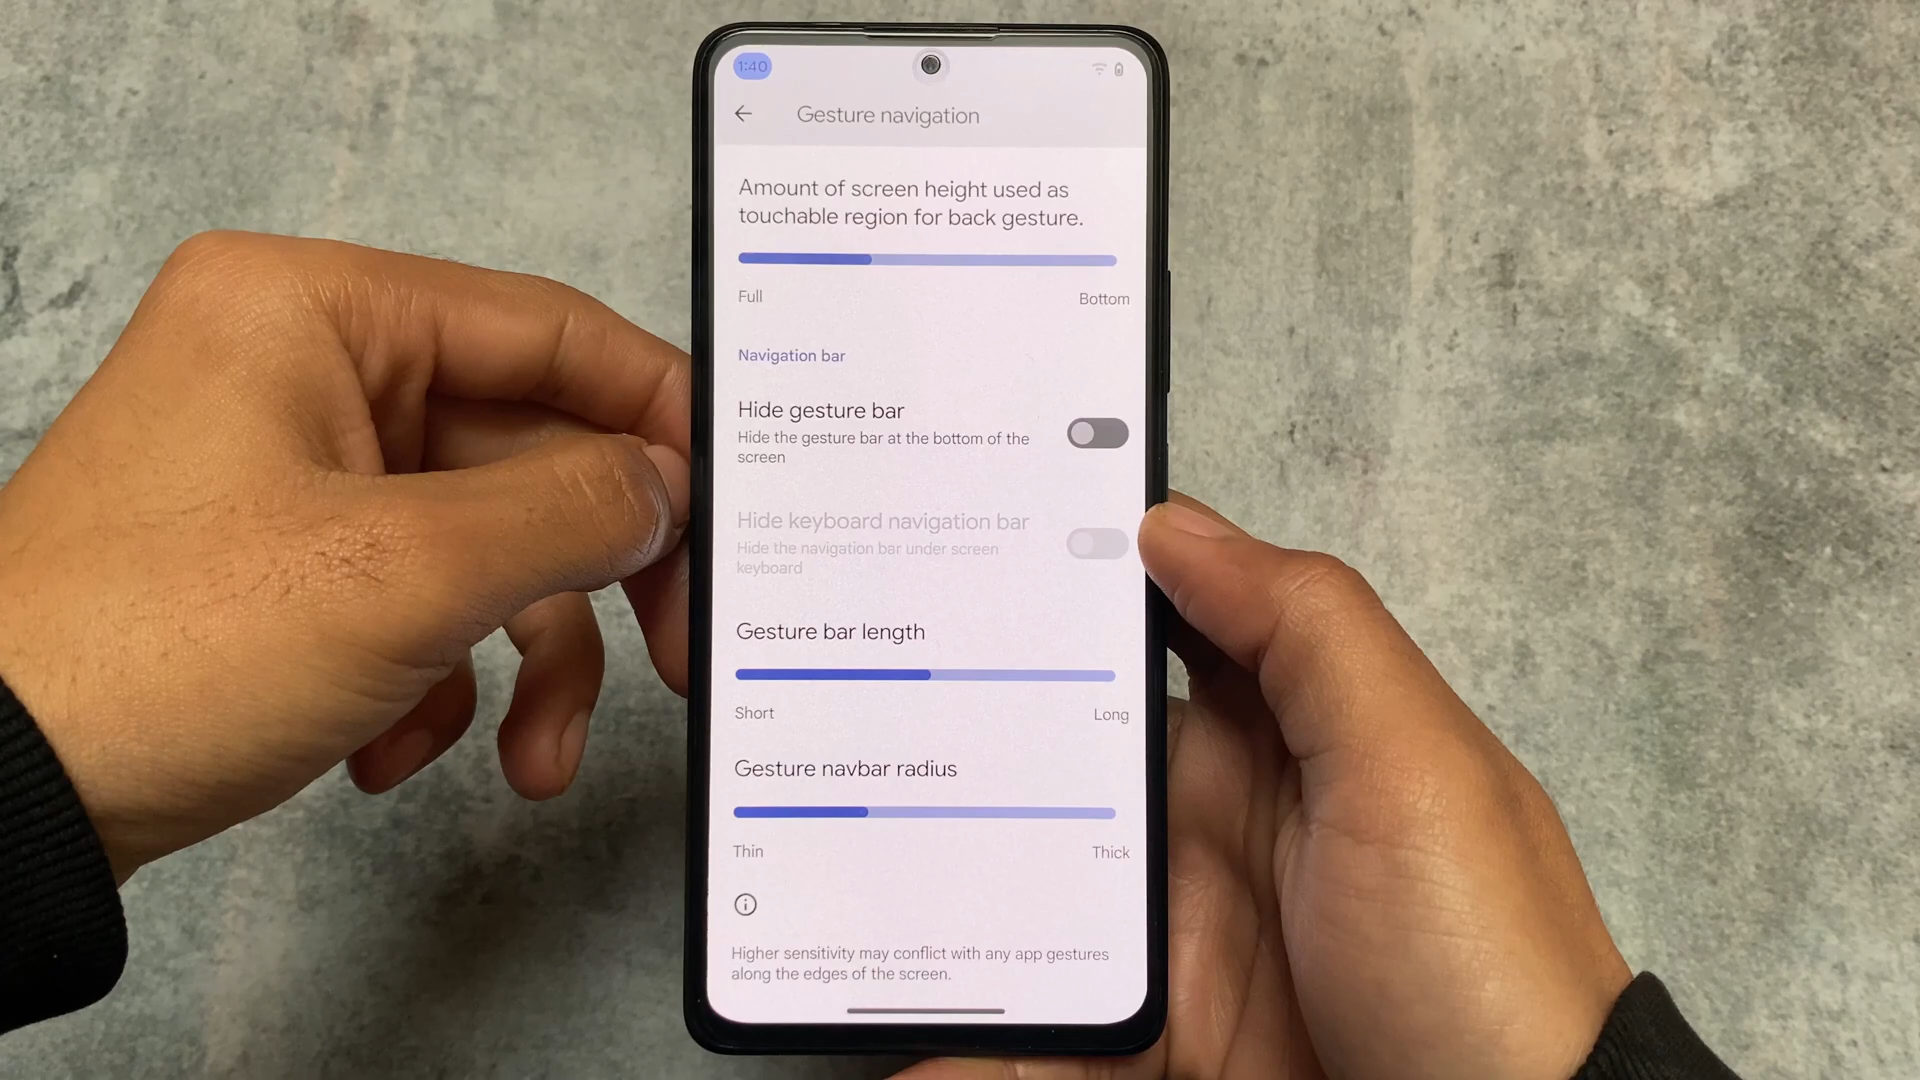 1:40
Gesture navigation
Amount of screen height used as
touchable region for back gesture.
Full
Bottom
Navigation bar
Hide gesture bar
Hide the gesture bar at the bottom of the
screen
Hide keyboard navigation bar
Hide the navigation bar under screen
keyboard
Gesture bar length
Short
Long
Gesture navbar radius
Thin
Thick
Higher sensitivity may conflict with any app gestures
along the edges of the screen.